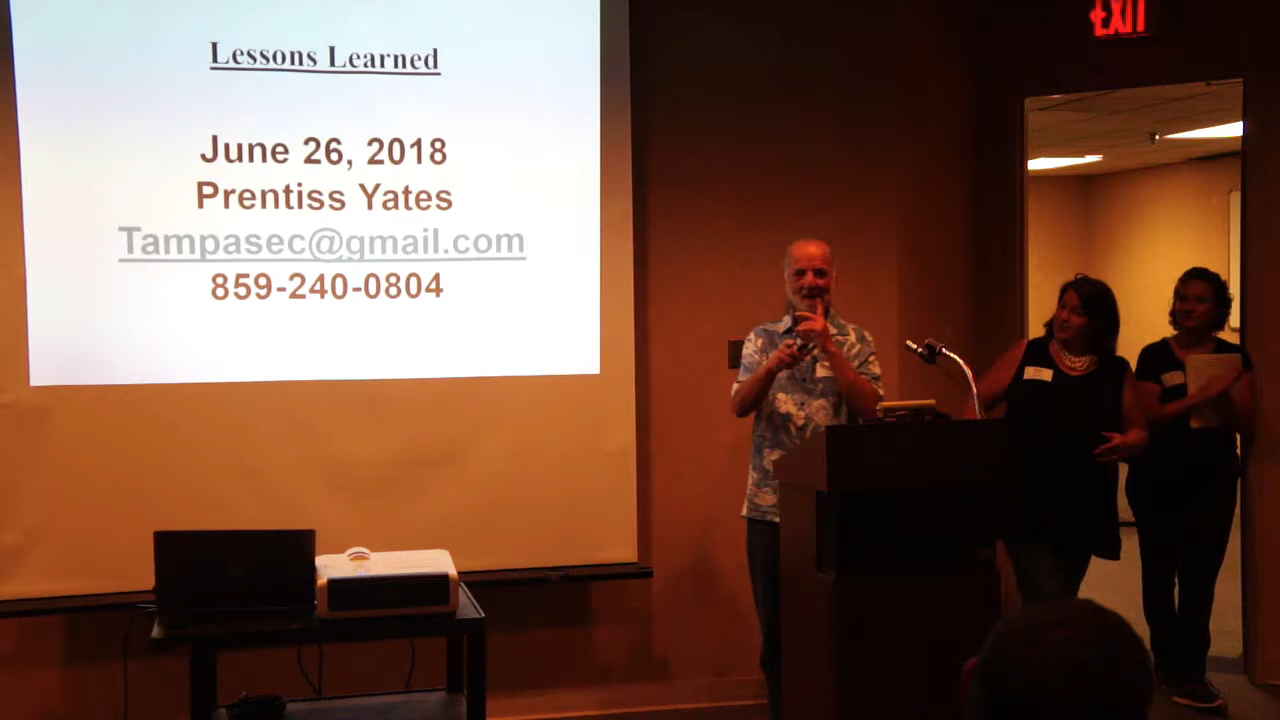 Lessons Learned
June 26, 2018
Prentiss Yates
Tampasec@gmail.com
859-240-0804
EXIT